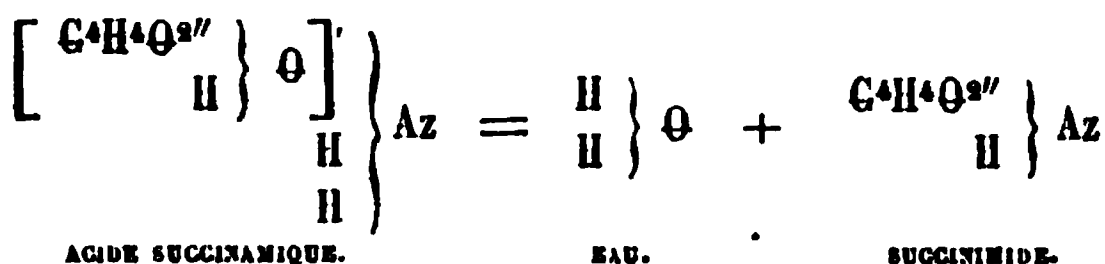 [ C⁴H⁴O²″ } O ]′
H
H } Az = H } O + C⁴H⁴O²″ } Az
H H H
ACIDE SUCCINAMIQUE. EAU. SUCCINIMIDE.